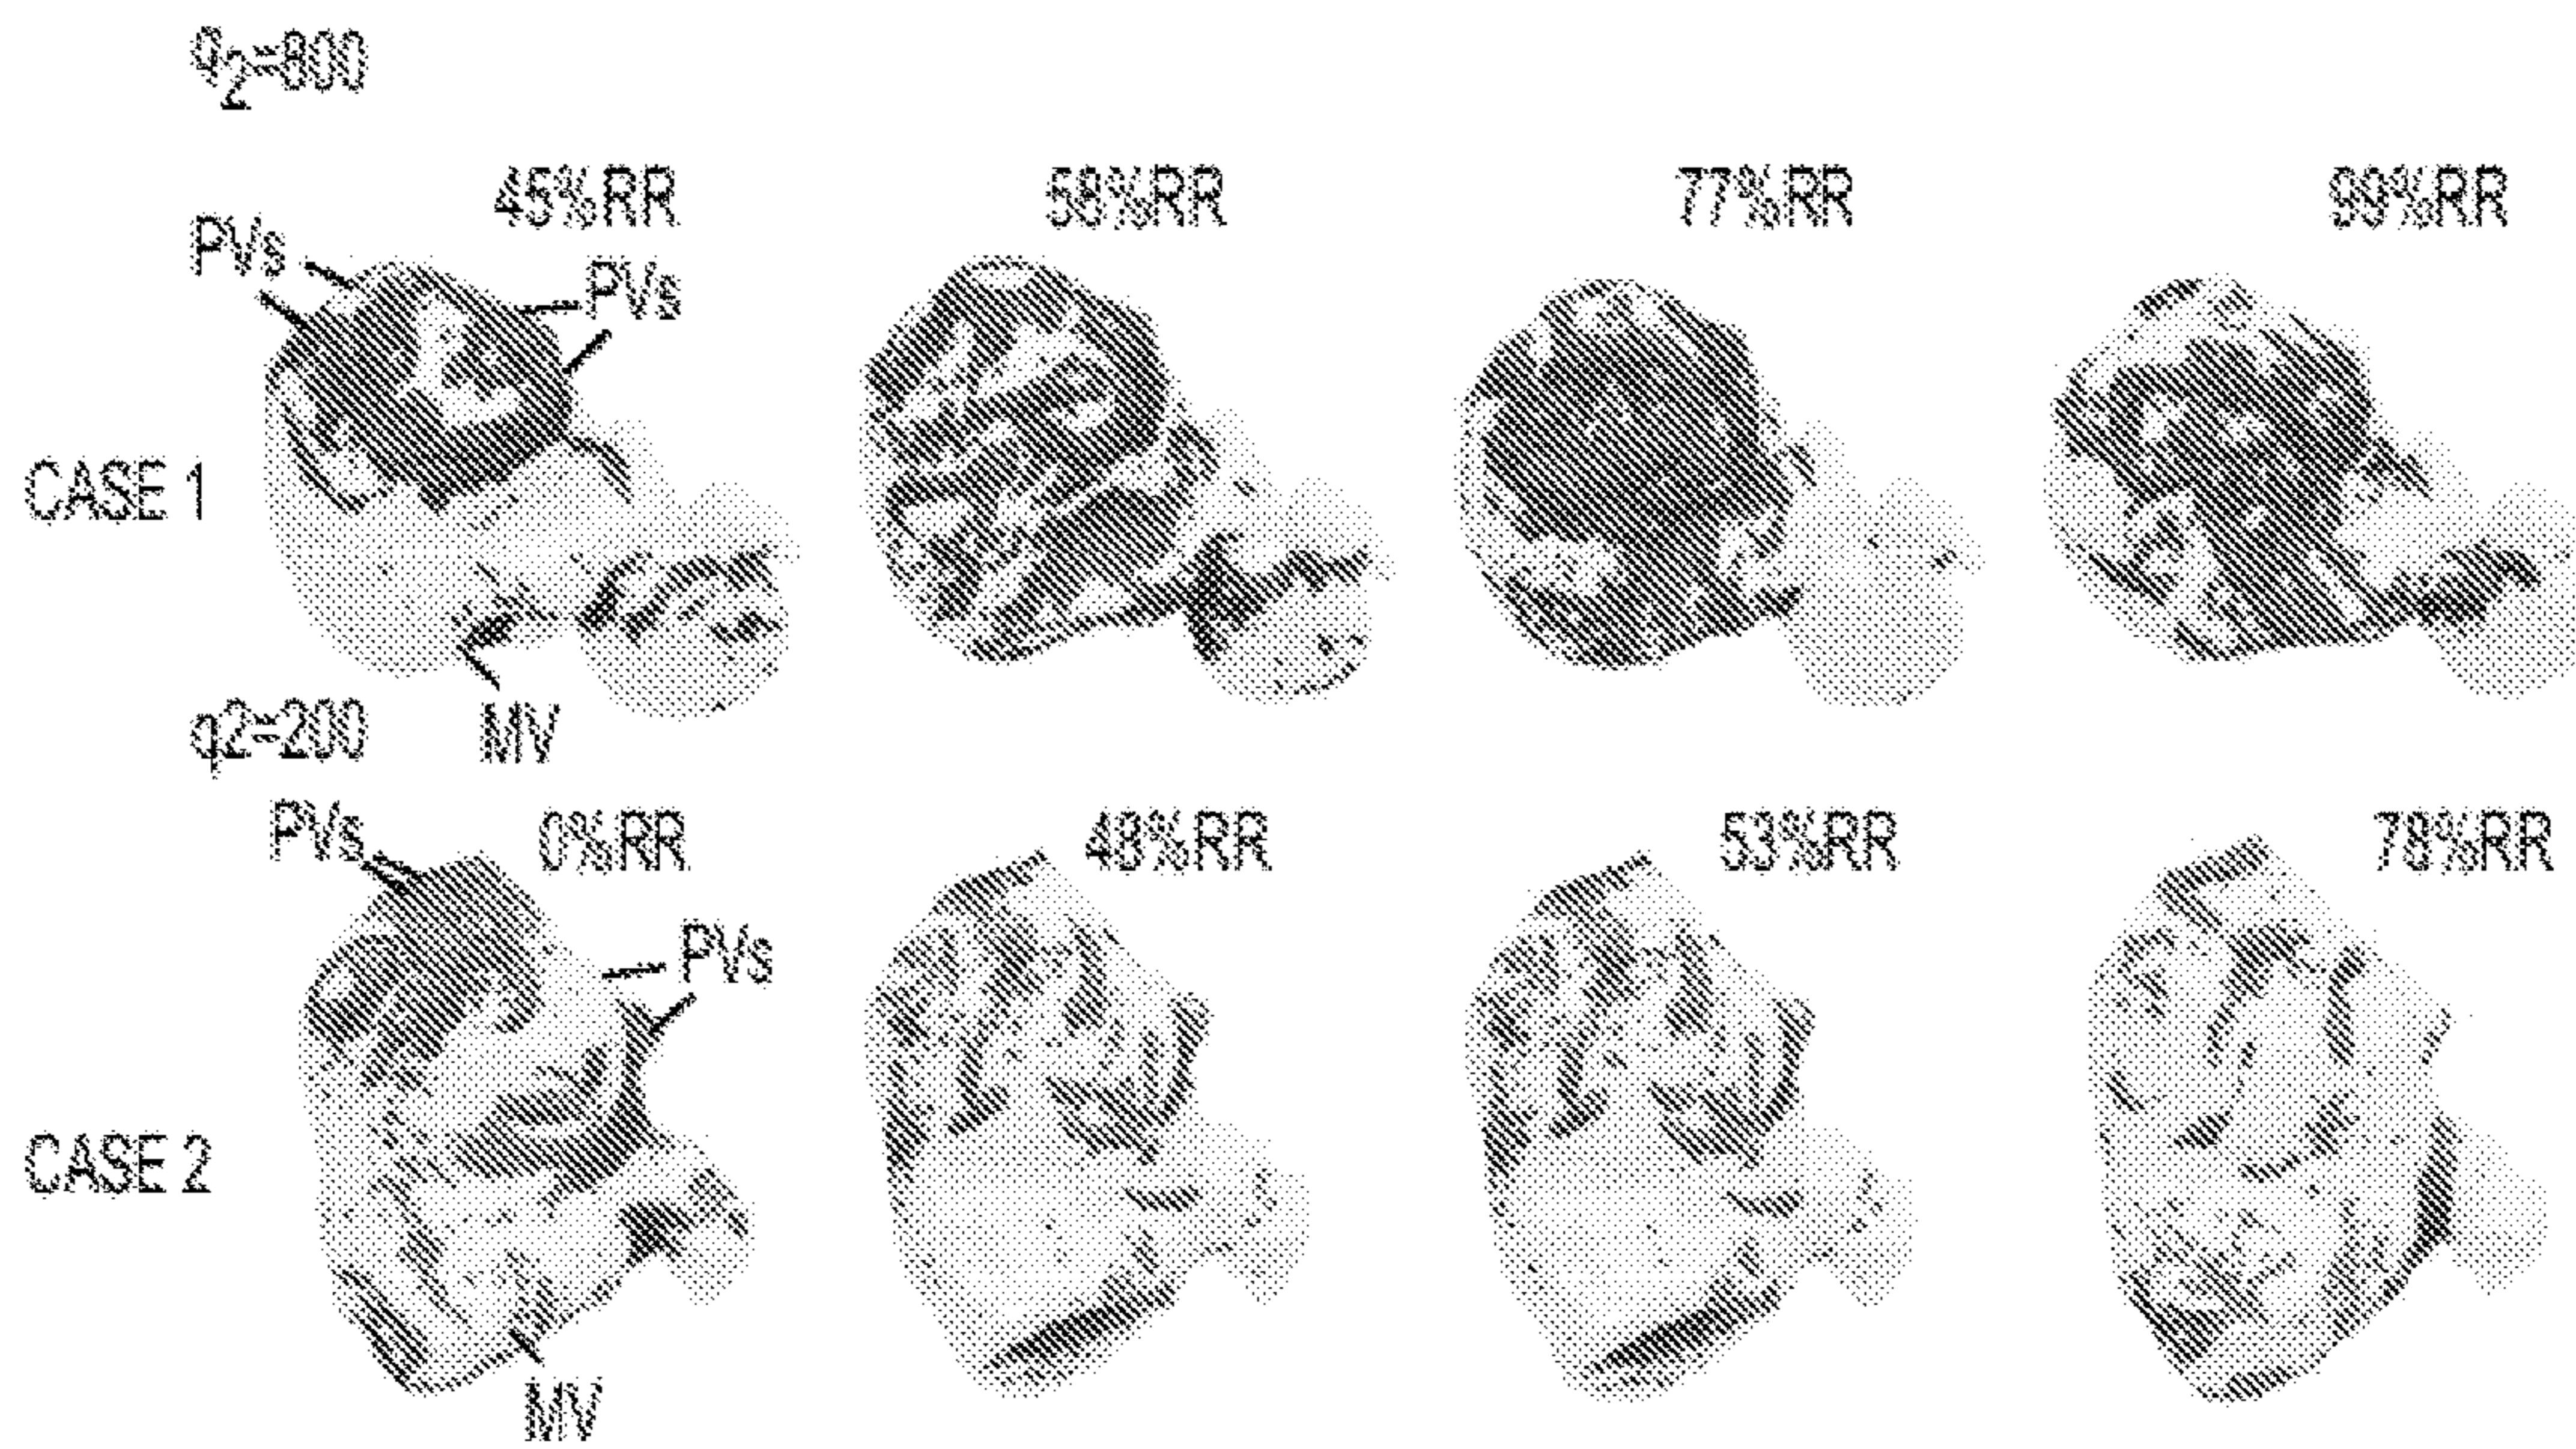 q2=800
45%RR 58%RR 77%RR 99%RR
PVs
PVs
CASE 1
MV
q2=200
0%RR 48%RR 53%RR 78%RR
PVs
PVs
CASE 2
MV